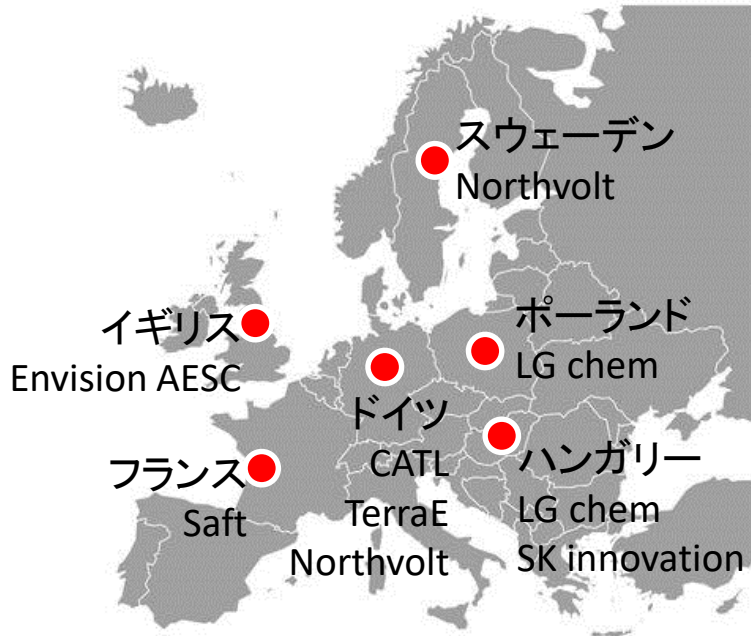 スウェーデン
Northvolt
イギリス
Envision AESC
ポーランド
LG chem
ドイツ
CATL
TerraE
Northvolt
フランス
Saft
ハンガリー
LG chem
SK innovation